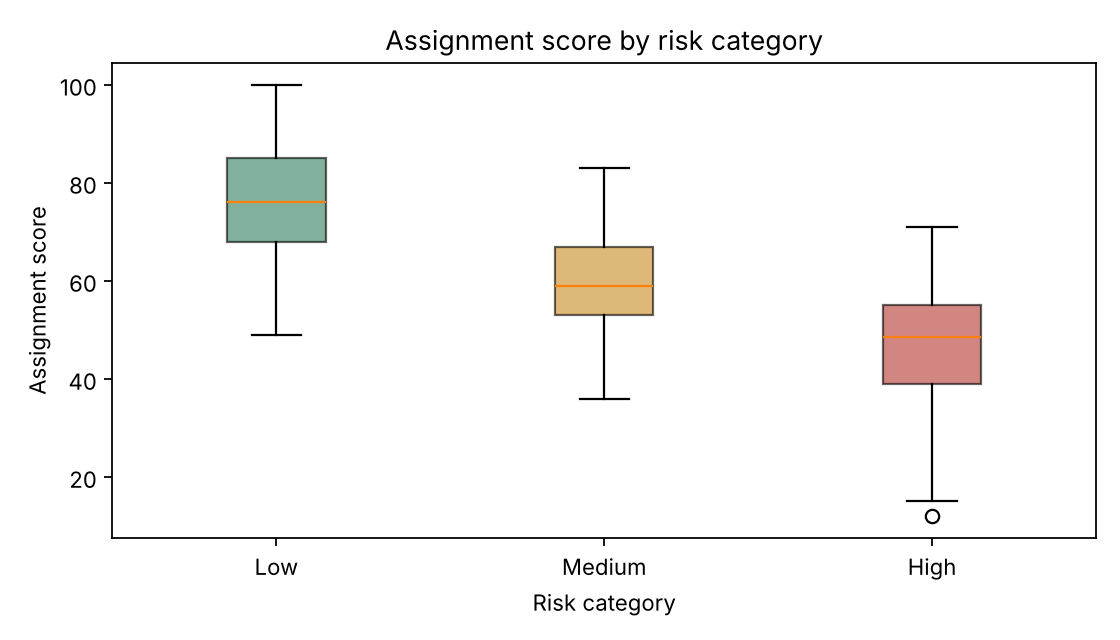 Assignment score by risk category
Assignment score
100
80
60
40
20
Low
Medium
High
Risk category